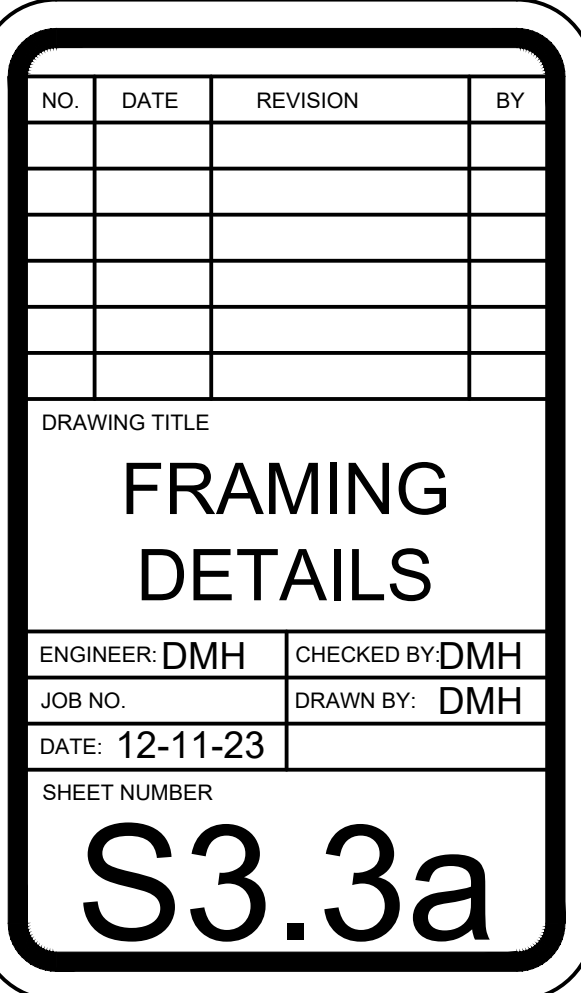 NO. DATE REVISION BY
DRAWING TITLE
FRAMING
DETAILS
ENGINEER: DMH CHECKED BY: DMH
JOB NO. DRAWN BY: DMH
DATE: 12-11-23
SHEET NUMBER
S3.3a